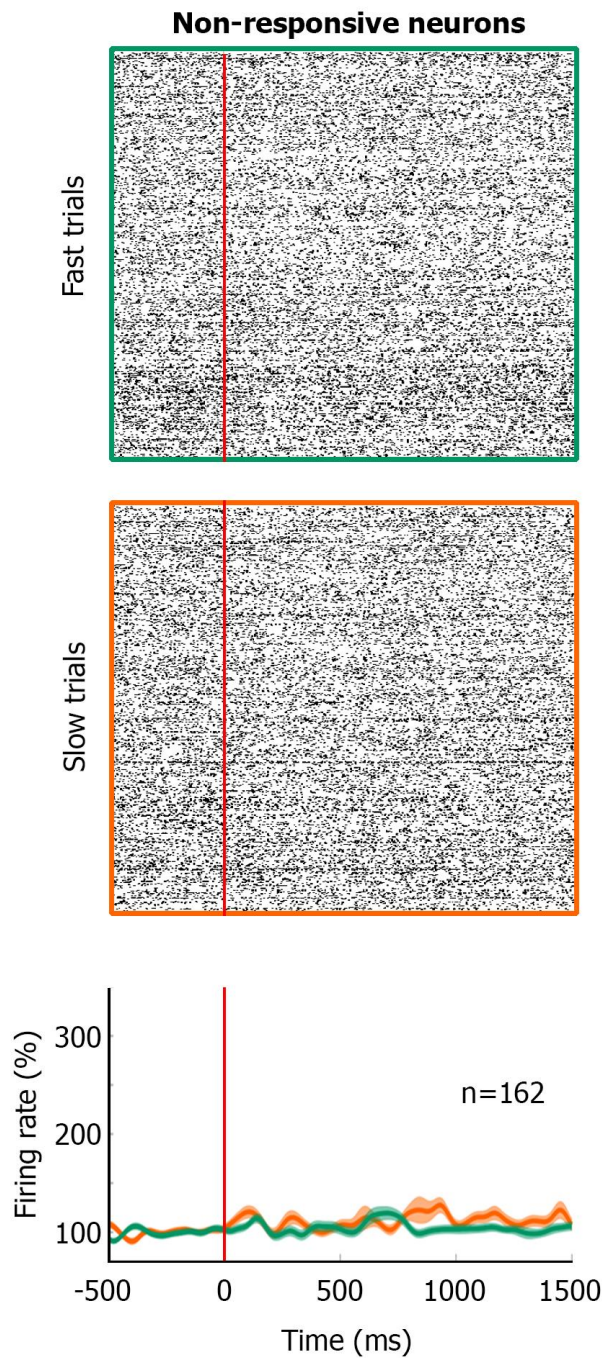 Non-responsive neurons
Fast trials
Slow trials
Firing rate (%)
300
200
100
n=162
-500 0 500 1000 1500
Time (ms)